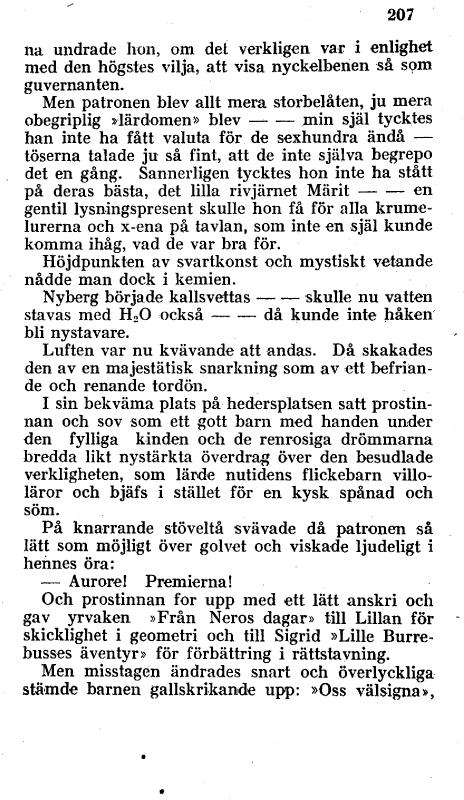 207
na undrade hon, om det verkligen var i enlighet
med den högstes vilja, att visa nyckelbenen så som
guvernanten.
Men patronen blev allt mera storbelåten, ju mera
obegriplig »lärdomen» blev — — min själ tycktes
han inte ha fått valuta för de sexhundra ändå —
töserna talade ju så fint, att de inte själva begrepo
det en gång. Sannerligen tycktes hon inte ha stått
på deras bästa, det lilla rivjärnet Märit — — en
gentil lysningspresent skulle hon få för alla krume-
lurerna och x-ena på tavlan, som inte en själ kunde
komma ihåg, vad de var bra för.
Höjdpunkten av svartkonst och mystiskt vetande
nådde man dock i kemien.
Nyberg började kallsvettas — — skulle nu vatten
stavas med H₂O också — — då kunde inte håken
bli nystavare.
Luften var nu kvävande att andas. Då skakades
den av en majestätisk snarkning som av ett befrian-
de och renande tordön.
I sin bekväma plats på hedersplatsen satt prostin-
nan och sov som ett gott barn med handen under
den fylliga kinden och de renrosiga drömmarna
bredda likt nystärkta överdrag över den besudlade
verkligheten, som lärde nutidens flickebarn villo-
läror och bjäfs i stället för en kysk spånad och
söm.
På knarrande stöveltå svävade då patronen så
lätt som möjligt över golvet och viskade ljudeligt i
hennes öra:
— Aurore! Premierna!
Och prostinnan for upp med ett lätt anskri och
gav yrvaken »Från Neros dagar» till Lillan för
skicklighet i geometri och till Sigrid »Lille Burre-
busses äventyr» för förbättring i rättstavning.
Men misstagen ändrades snart och överlyckliga
stämde barnen gallskrikande upp: »Oss välsigna»,